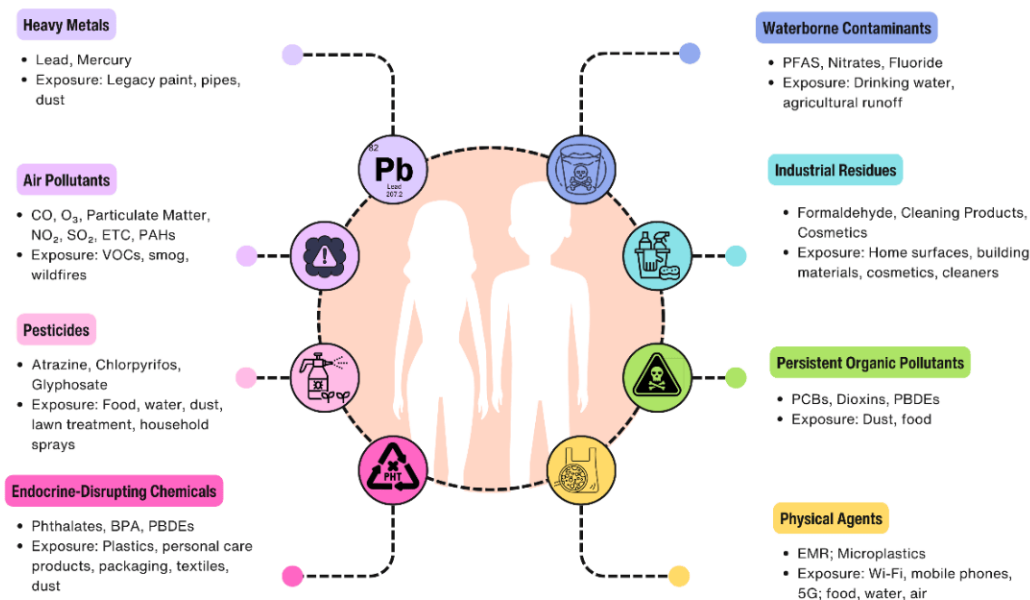 Heavy Metals
• Lead, Mercury
• Exposure: Legacy paint, pipes,
dust
Air Pollutants
• CO, O₃, Particulate Matter,
NO₂, SO₂, ETC, PAHs
• Exposure: VOCs, smog,
wildfires
Pesticides
• Atrazine, Chlorpyrifos,
Glyphosate
• Exposure: Food, water, dust,
lawn treatment, household
sprays
Endocrine-Disrupting Chemicals
• Phthalates, BPA, PBDEs
• Exposure: Plastics, personal care
products, packaging, textiles,
dust
82
Pb
Lead
207.2
PHT
Waterborne Contaminants
• PFAS, Nitrates, Fluoride
• Exposure: Drinking water,
agricultural runoff
Industrial Residues
• Formaldehyde, Cleaning Products,
Cosmetics
• Exposure: Home surfaces, building
materials, cosmetics, cleaners
Persistent Organic Pollutants
• PCBs, Dioxins, PBDEs
• Exposure: Dust, food
Physical Agents
• EMR; Microplastics
• Exposure: Wi-Fi, mobile phones,
5G; food, water, air